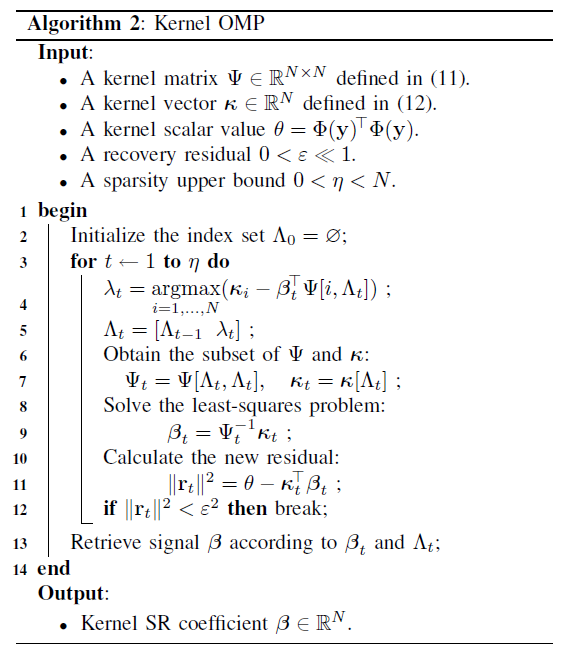 Algorithm 2: Kernel OMP
Input:
• A kernel matrix Ψ ∈ ℝ^{N×N} defined in (11).
• A kernel vector κ ∈ ℝ^N defined in (12).
• A kernel scalar value θ = Φ(y)^⊤Φ(y).
• A recovery residual 0 < ε ≪ 1.
• A sparsity upper bound 0 < η < N.
1 begin
2 Initialize the index set Λ_0 = ∅;
3 for t ← 1 to η do
4 λ_t = argmax_{i=1,...,N}(κ_i − β_t^⊤Ψ[i, Λ_t]) ;
5 Λ_t = [Λ_{t−1} λ_t] ;
6 Obtain the subset of Ψ and κ:
7 Ψ_t = Ψ[Λ_t, Λ_t], κ_t = κ[Λ_t] ;
8 Solve the least-squares problem:
9 β_t = Ψ_t^{−1}κ_t ;
10 Calculate the new residual:
11 ‖r_t‖² = θ − κ_t^⊤β_t ;
12 if ‖r_t‖² < ε² then break;
13 Retrieve signal β according to β_t and Λ_t;
14 end
Output:
• Kernel SR coefficient β ∈ ℝ^N.